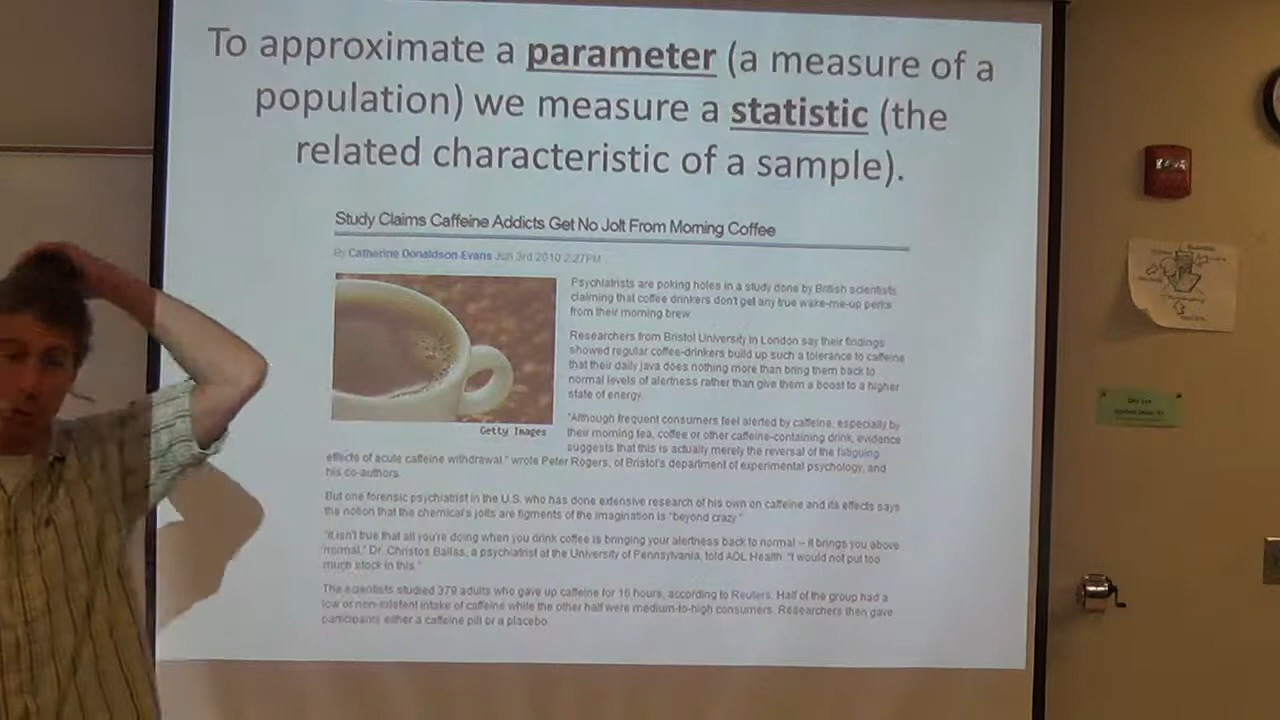 To approximate a parameter (a measure of a
population) we measure a statistic (the
related characteristic of a sample).
Study Claims Caffeine Addicts Get No Jolt From Morning Coffee
By Catherine Donaldson-Evans Jun 3rd 2010 2:27PM
Psychiatrists are poking holes in a study done by British scientists
claiming that coffee drinkers don't get any true wake-me-up perks
from their morning brew.
Researchers from Bristol University in London say their findings
showed regular coffee-drinkers build up such a tolerance to caffeine
that their daily java does nothing more than bring them back to
normal levels of alertness rather than give them a boost to a higher
state of energy.
"Although frequent consumers feel alerted by caffeine, especially by
their morning tea, coffee or other caffeine-containing drink, evidence
suggests that this is actually merely the reversal of the fatiguing
effects of acute caffeine withdrawal," wrote Peter Rogers, of Bristol's department of experimental psychology, and
his co-authors.
Getty Images
But one forensic psychiatrist in the U.S. who has done extensive research of his own on caffeine and its effects says
the notion that the chemical's jolts are figments of the imagination is "beyond crazy."
"It isn't true that all you're doing when you drink coffee is bringing your alertness back to normal -- it brings you above
normal," Dr. Christos Ballas, a psychiatrist at the University of Pennsylvania, told AOL Health. "I would not put too
much stock in this."
The scientists studied 379 adults who gave up caffeine for 16 hours, according to Reuters. Half of the group had a
low or non-existent intake of caffeine while the other half were medium-to-high consumers. Researchers then gave
participants either a caffeine pill or a placebo.